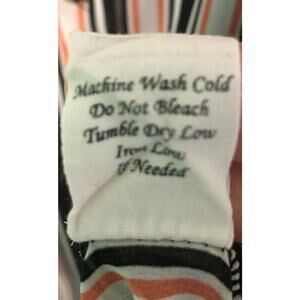 Machine Wash Cold
Do Not Bleach
Tumble Dry Low
Iron Low
If Needed